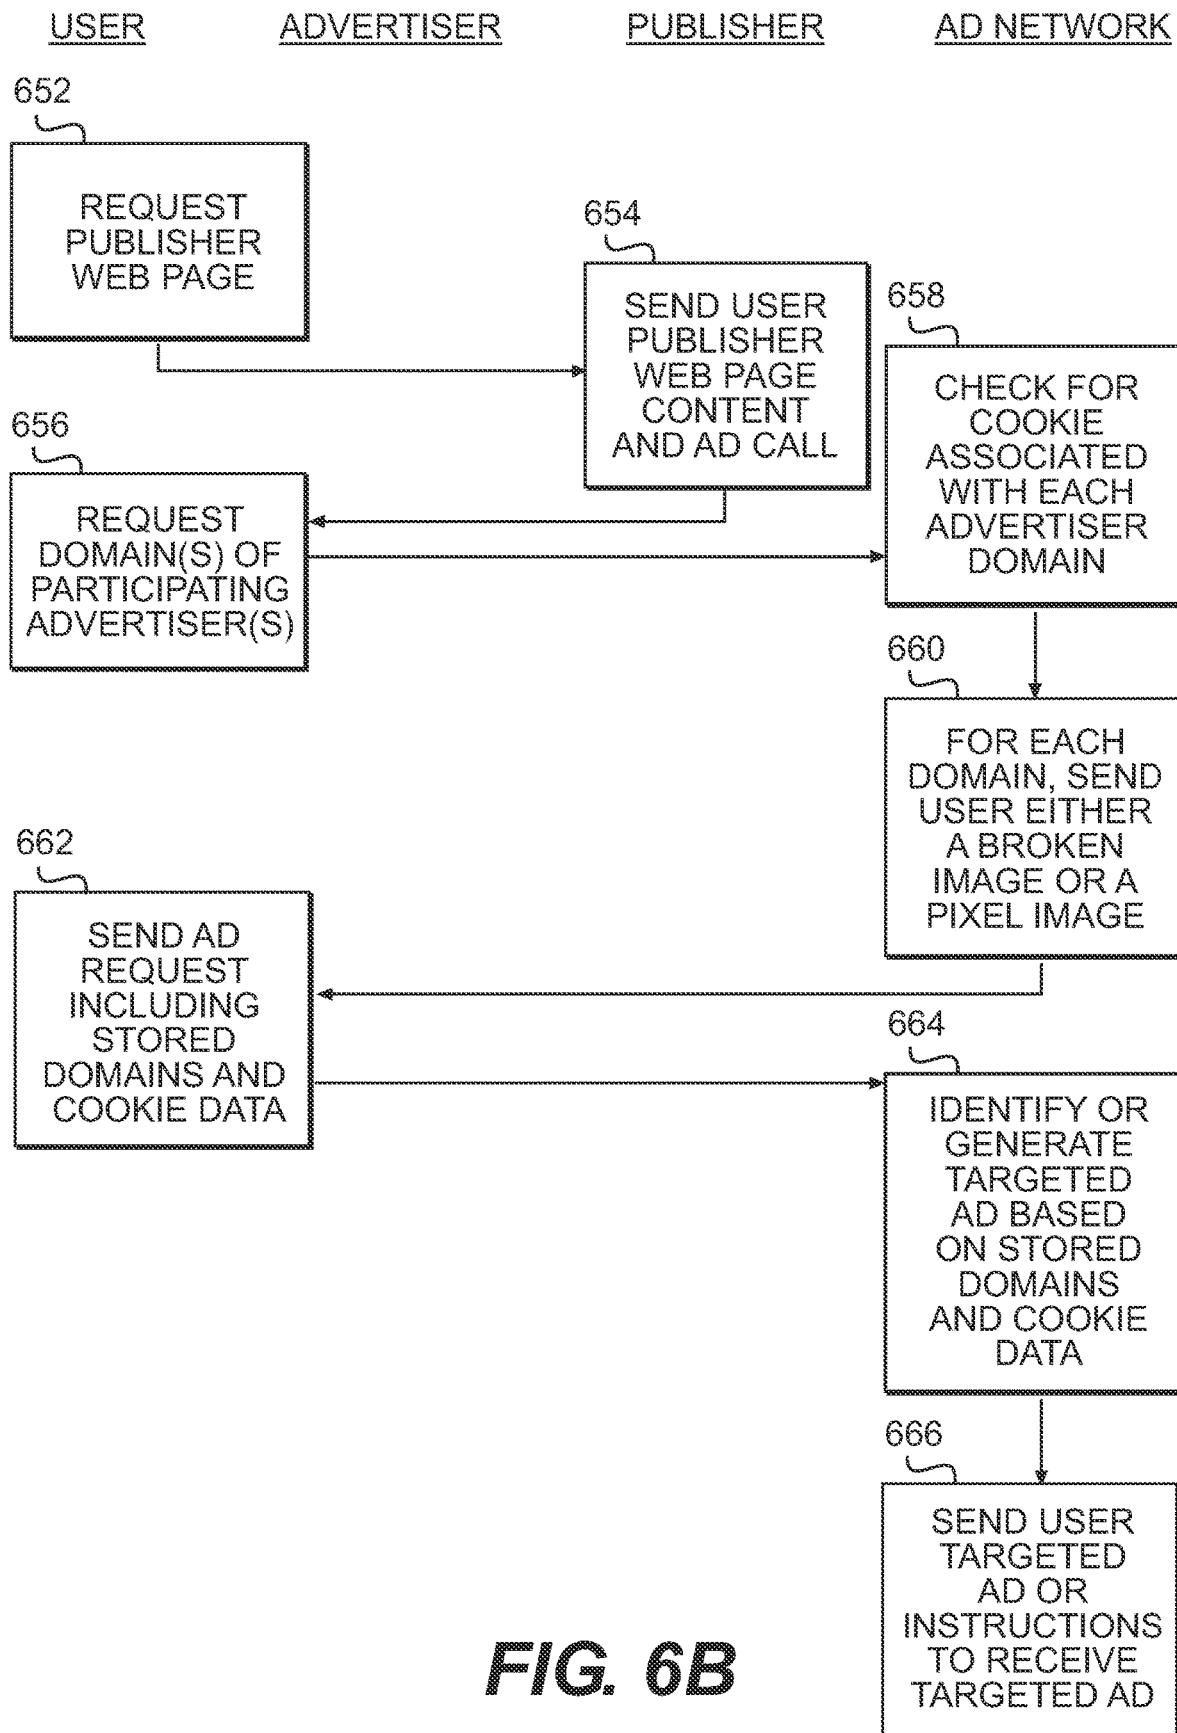 USER ADVERTISER PUBLISHER AD NETWORK
652
REQUEST
PUBLISHER
WEB PAGE
654
SEND USER
PUBLISHER
WEB PAGE
CONTENT
AND AD CALL
656
REQUEST
DOMAIN(S) OF
PARTICIPATING
ADVERTISER(S)
658
CHECK FOR
COOKIE
ASSOCIATED
WITH EACH
ADVERTISER
DOMAIN
660
FOR EACH
DOMAIN, SEND
USER EITHER
A BROKEN
IMAGE OR A
PIXEL IMAGE
662
SEND AD
REQUEST
INCLUDING
STORED
DOMAINS AND
COOKIE DATA
664
IDENTIFY OR
GENERATE
TARGETED
AD BASED
ON STORED
DOMAINS
AND COOKIE
DATA
666
SEND USER
TARGETED
AD OR
INSTRUCTIONS
TO RECEIVE
TARGETED AD
FIG. 6B